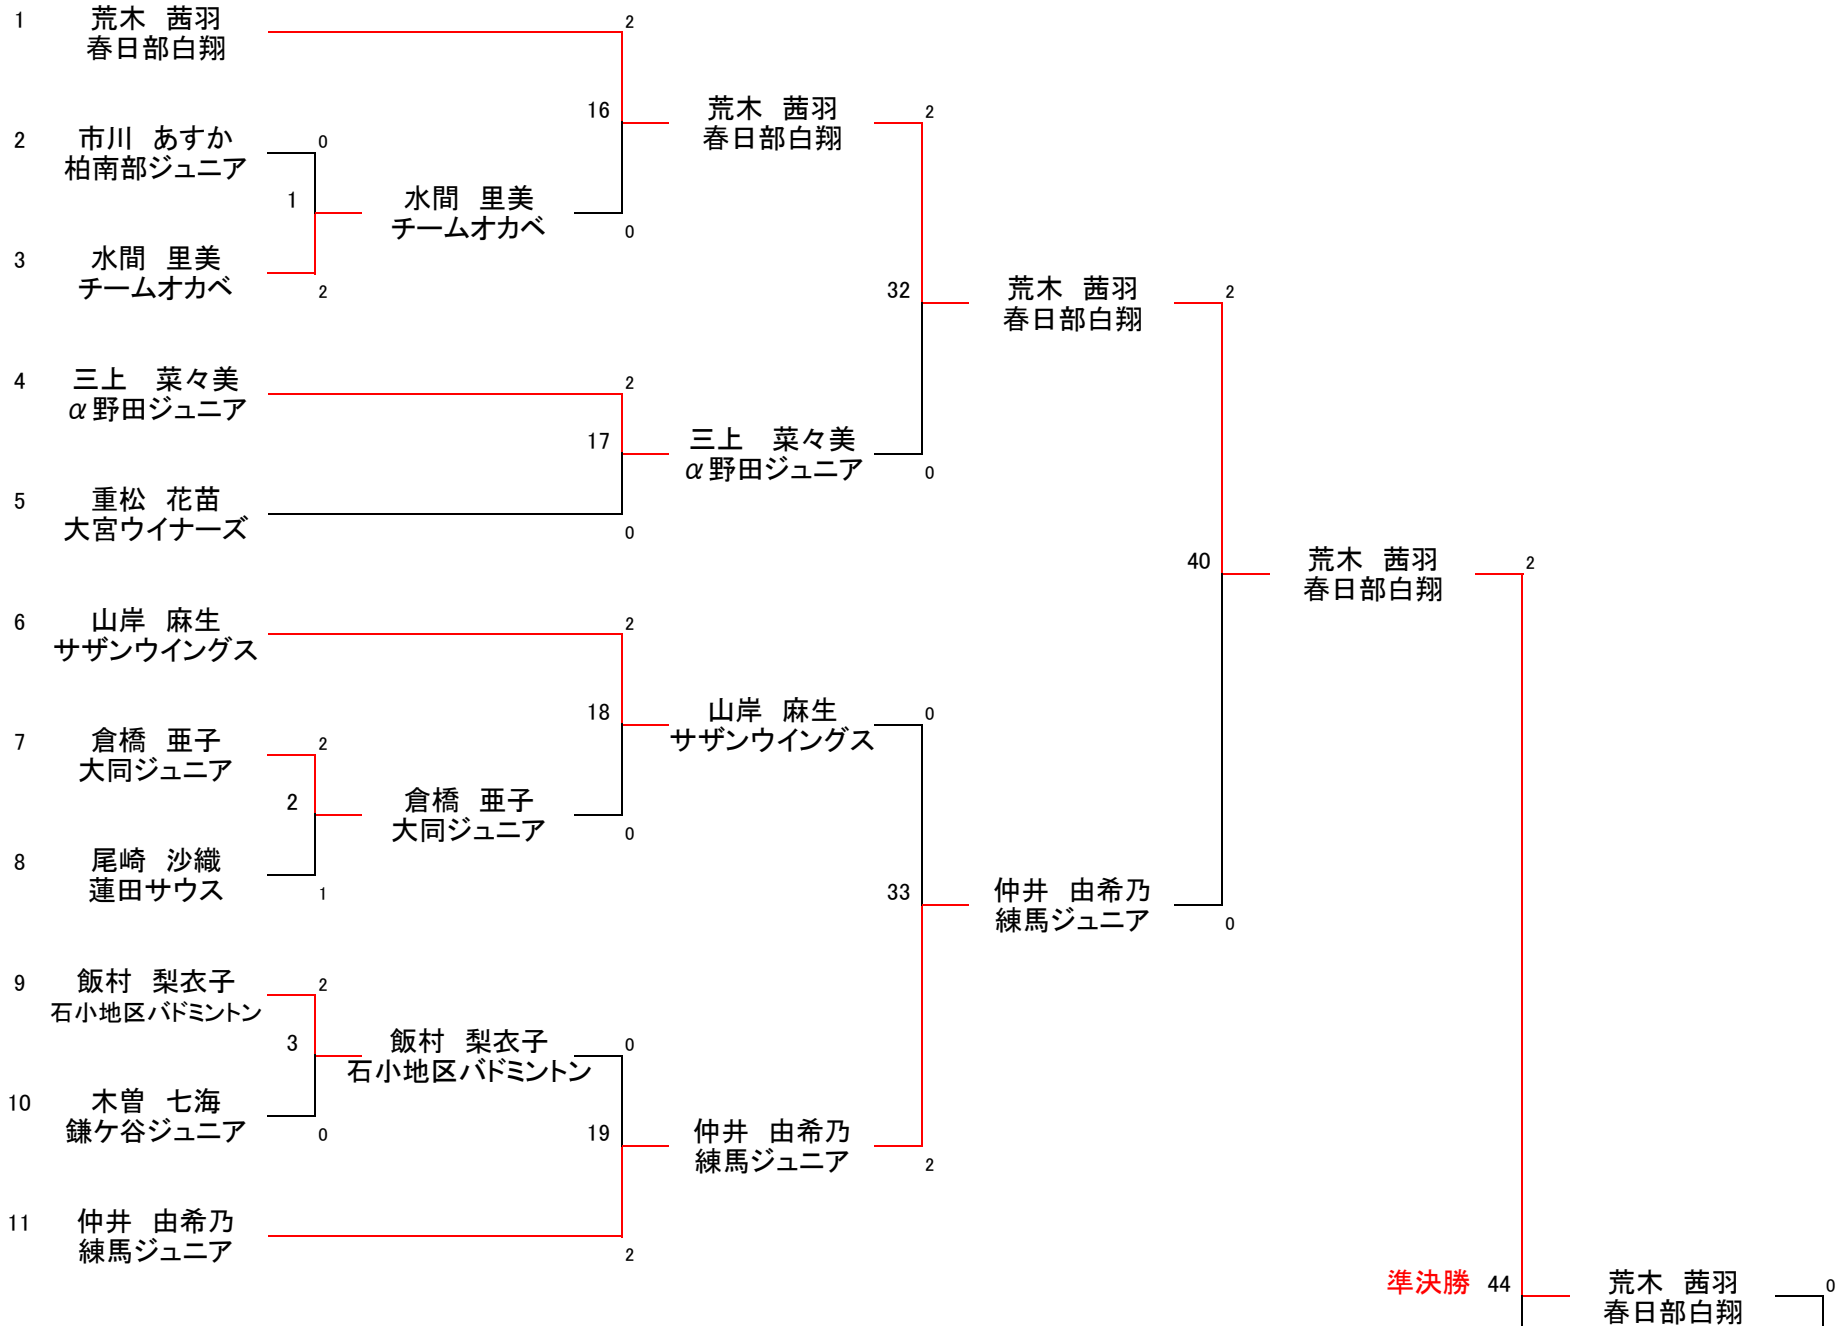 1
荒木　茜羽
春日部白翔
2
2
市川　あすか
柏南部ジュニア
0
1
3
水間　里美
チームオカベ
2
水間　里美
チームオカベ
0
16
荒木　茜羽
春日部白翔
2
4
三上　菜々美
α野田ジュニア
2
5
重松　花苗
大宮ウイナーズ
0
17
三上　菜々美
α野田ジュニア
0
32
荒木　茜羽
春日部白翔
2
6
山岸　麻生
サザンウイングス
2
7
倉橋　亜子
大同ジュニア
2
2
8
尾崎　沙織
蓮田サウス
1
倉橋　亜子
大同ジュニア
0
18
山岸　麻生
サザンウイングス
0
9
飯村　梨衣子
石小地区バドミントン
2
3
10
木曽　七海
鎌ケ谷ジュニア
0
飯村　梨衣子
石小地区バドミントン
0
11
仲井　由希乃
練馬ジュニア
2
19
仲井　由希乃
練馬ジュニア
2
33
仲井　由希乃
練馬ジュニア
0
40
荒木　茜羽
春日部白翔
2
準決勝 44
荒木　茜羽
春日部白翔
0